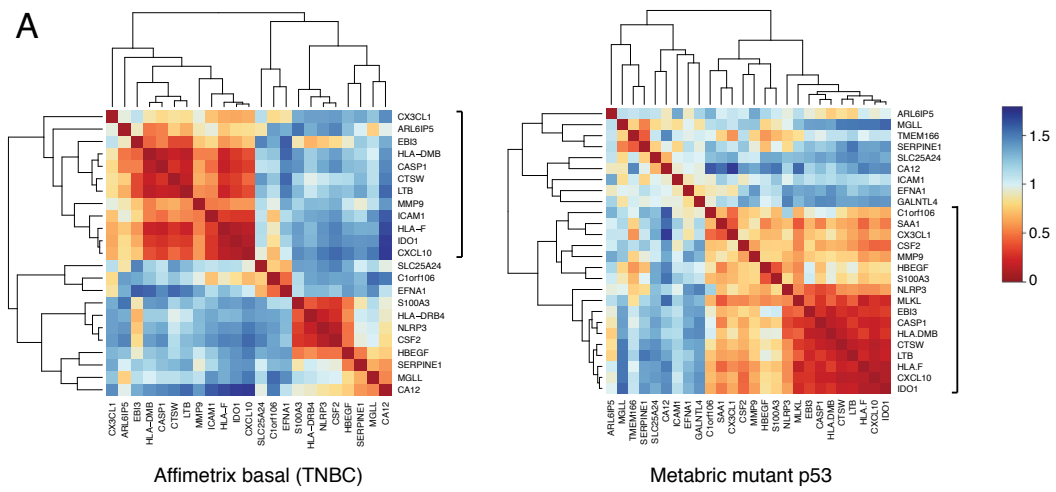 A
CX3CL1
ARL6IP5
EBI3
HLA−DMB
CASP1
CTSW
LTB
MMP9
ICAM1
HLA−F
IDO1
CXCL10
SLC25A24
C1orf106
EFNA1
S100A3
HLA−DRB4
NLRP3
CSF2
HBEGF
SERPINE1
MGLL
CA12
CX3CL1 ARL6IP5 EBI3 HLA−DMB CASP1 CTSW LTB MMP9 ICAM1 HLA−F IDO1 CXCL10 SLC25A24 C1orf106 EFNA1 S100A3 HLA−DRB4 NLRP3 CSF2 HBEGF SERPINE1 MGLL CA12
Affimetrix basal (TNBC)
ARL6IP5
MGLL
TMEM166
SERPINE1
SLC25A24
CA12
ICAM1
EFNA1
GALNTL4
C1orf106
SAA1
CX3CL1
CSF2
MMP9
HBEGF
S100A3
NLRP3
MLKL
EBI3
CASP1
HLA.DMB
CTSW
LTB
HLA.F
CXCL10
IDO1
ARL6IP5 MGLL TMEM166 SERPINE1 SLC25A24 CA12 ICAM1 EFNA1 GALNTL4 C1orf106 SAA1 CX3CL1 CSF2 MMP9 HBEGF S100A3 NLRP3 MLKL EBI3 CASP1 HLA.DMB CTSW LTB HLA.F CXCL10 IDO1
Metabric mutant p53
1.5
1
0.5
0